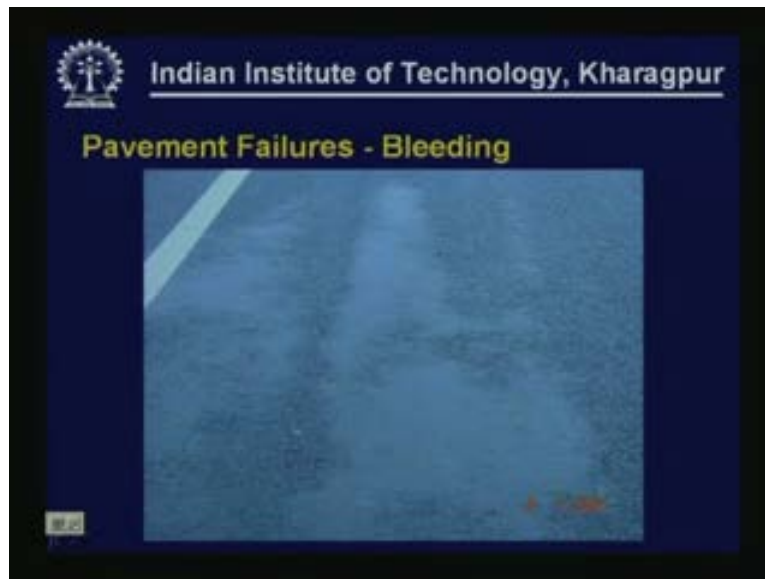 Indian Institute of Technology, Kharagpur
Pavement Failures - Bleeding